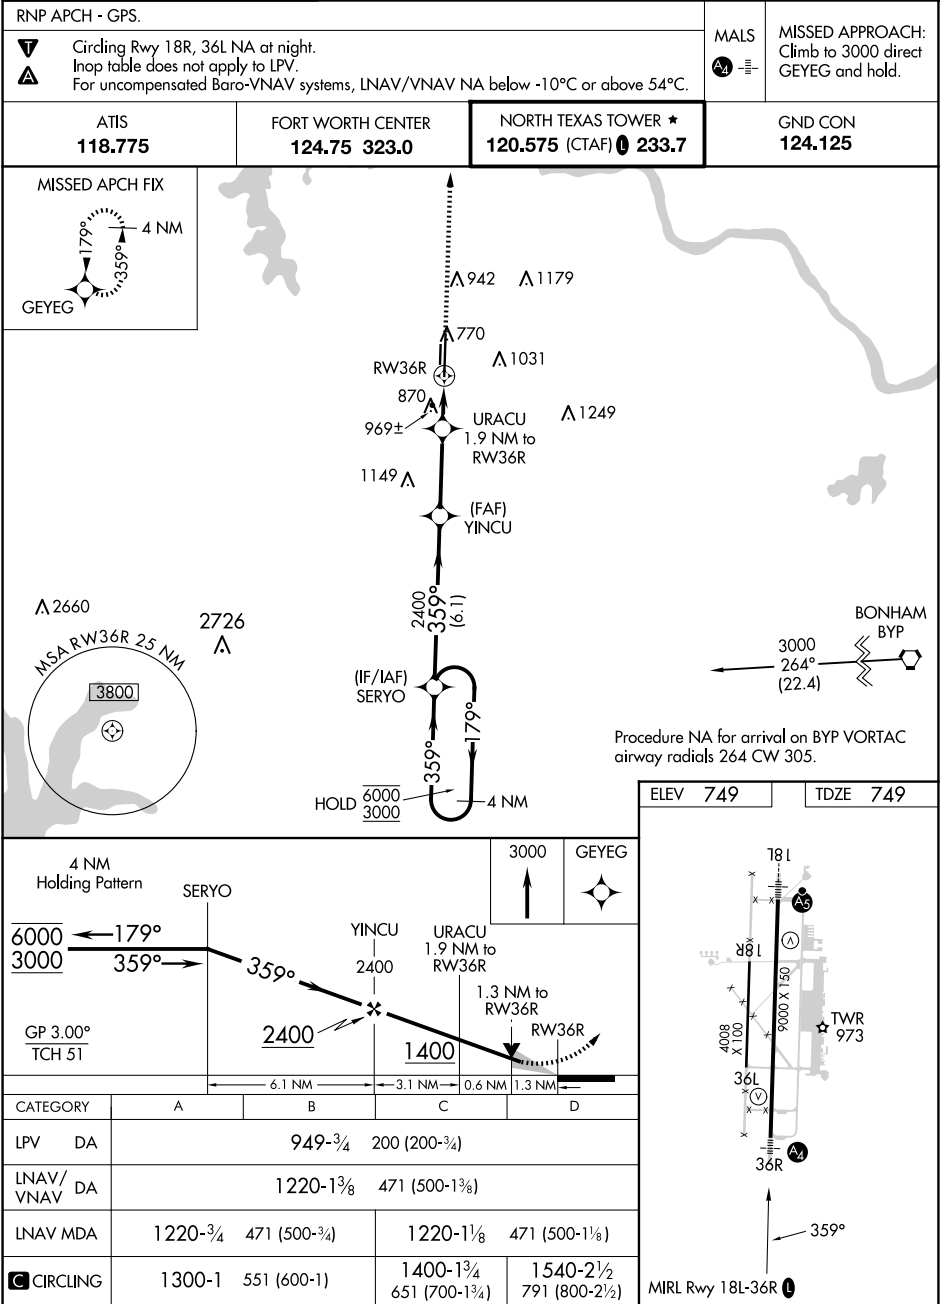 RNP APCH - GPS.
T
A
Circling Rwy 18R, 36L NA at night.
Inop table does not apply to LPV.
For uncompensated Baro-VNAV systems, LNAV/VNAV NA below -10°C or above 54°C.
MALS
A4
MISSED APPROACH:
Climb to 3000 direct
GEYEG and hold.
ATIS
118.775
FORT WORTH CENTER
124.75 323.0
NORTH TEXAS TOWER ★
120.575 (CTAF) L 233.7
GND CON
124.125
MISSED APCH FIX
4 NM
179°
359°
GEYEG
942
1179
770
RW36R
1031
870
969±
1249
URACU
1.9 NM to
RW36R
1149
(FAF)
YINCU
2400
359°
(6.1)
2660
2726
MSA RW36R 25 NM
3800
(IF/IAF)
SERYO
359°
179°
HOLD 6000
3000
4 NM
BONHAM
BYP
3000
264°
(22.4)
Procedure NA for arrival on BYP VORTAC
airway radials 264 CW 305.
ELEV 749
TDZE 749
18L
A5
V
18R
9000 X 150
4008
X 100
TWR
973
36L
V
36R
A4
359°
MIRL Rwy 18L-36R L
4 NM
Holding Pattern
SERYO
3000
GEYEG
6000
3000
179°
359°
359°
YINCU
2400
URACU
1.9 NM to
RW36R
1.3 NM to
RW36R
RW36R
GP 3.00°
TCH 51
2400
1400
6.1 NM
3.1 NM
0.6 NM
1.3 NM
CATEGORY A B C D
LPV DA 949-¾ 200 (200-¾)
LNAV/
VNAV DA 1220-1⅜ 471 (500-1⅜)
LNAV MDA 1220-¾ 471 (500-¾) 1220-1⅛ 471 (500-1⅛)
C CIRCLING 1300-1 551 (600-1)
1400-1¾
651 (700-1¾)
1540-2½
791 (800-2½)